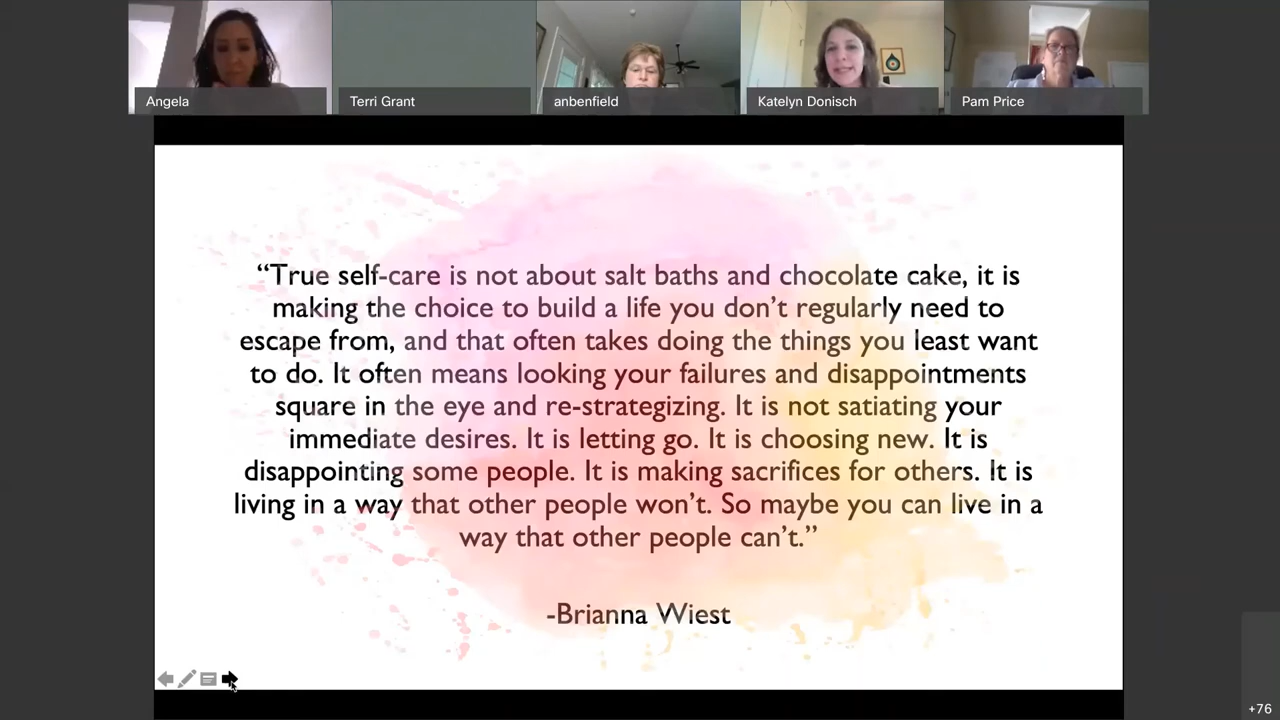 Angela
Terri Grant
anbenfield
Katelyn Donisch
Pam Price
“True self-care is not about salt baths and chocolate cake, it is
making the choice to build a life you don’t regularly need to
escape from, and that often takes doing the things you least want
to do. It often means looking your failures and disappointments
square in the eye and re-strategizing. It is not satiating your
immediate desires. It is letting go. It is choosing new. It is
disappointing some people. It is making sacrifices for others. It is
living in a way that other people won’t. So maybe you can live in a
way that other people can’t.”
-Brianna Wiest
+76